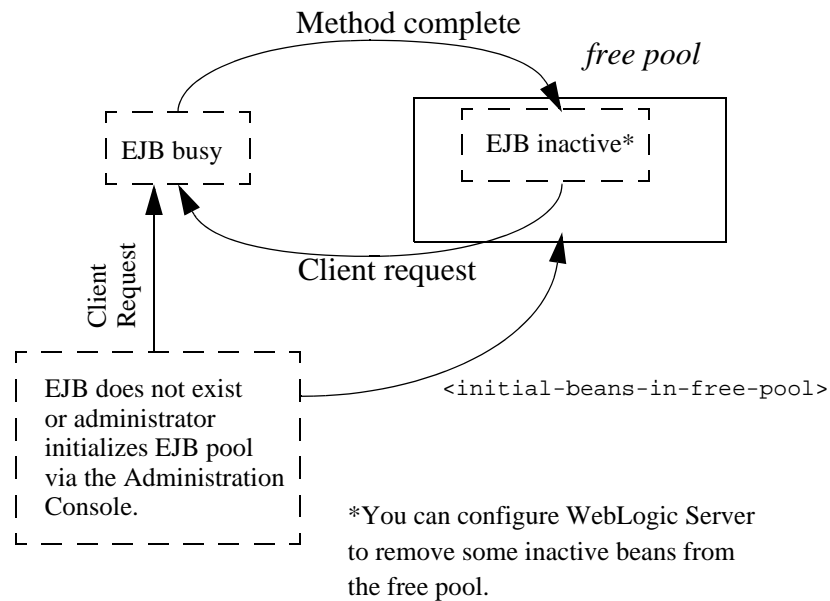 Method complete
free pool
EJB busy
EJB inactive*
Client request
Client
Request
EJB does not exist
or administrator
initializes EJB pool
via the Administration
Console.
<initial-beans-in-free-pool>
*You can configure WebLogic Server
to remove some inactive beans from
the free pool.